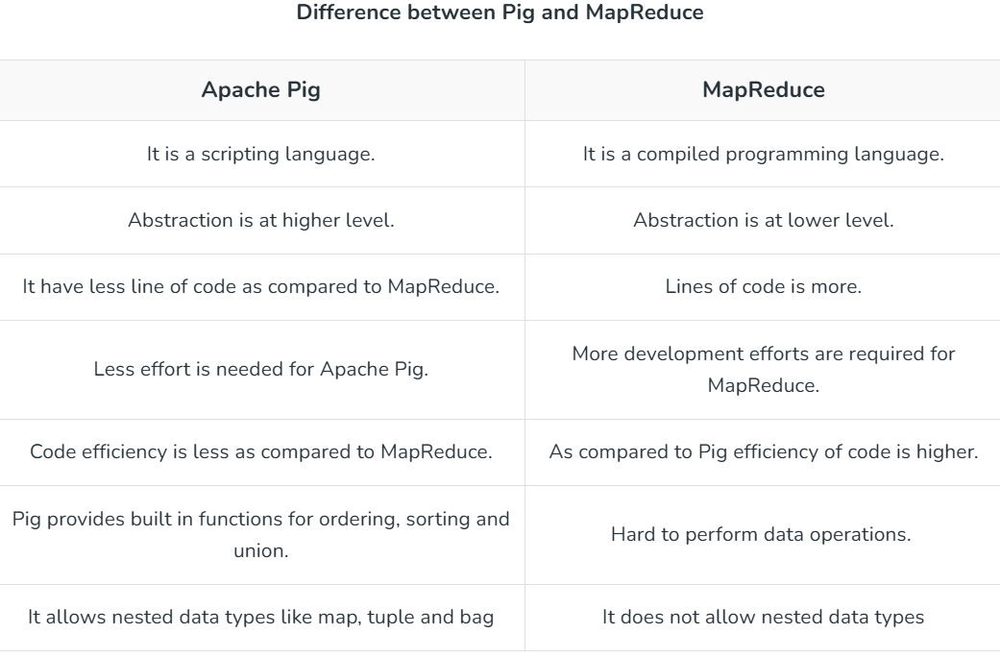 Difference between Pig and MapReduce
Apache Pig
MapReduce
It is a scripting language.
It is a compiled programming language.
Abstraction is at higher level.
Abstraction is at lower level.
It have less line of code as compared to MapReduce.
Lines of code is more.
Less effort is needed for Apache Pig.
More development efforts are required for
MapReduce.
Code efficiency is less as compared to MapReduce.
As compared to Pig efficiency of code is higher.
Pig provides built in functions for ordering, sorting and
union.
Hard to perform data operations.
It allows nested data types like map, tuple and bag
It does not allow nested data types